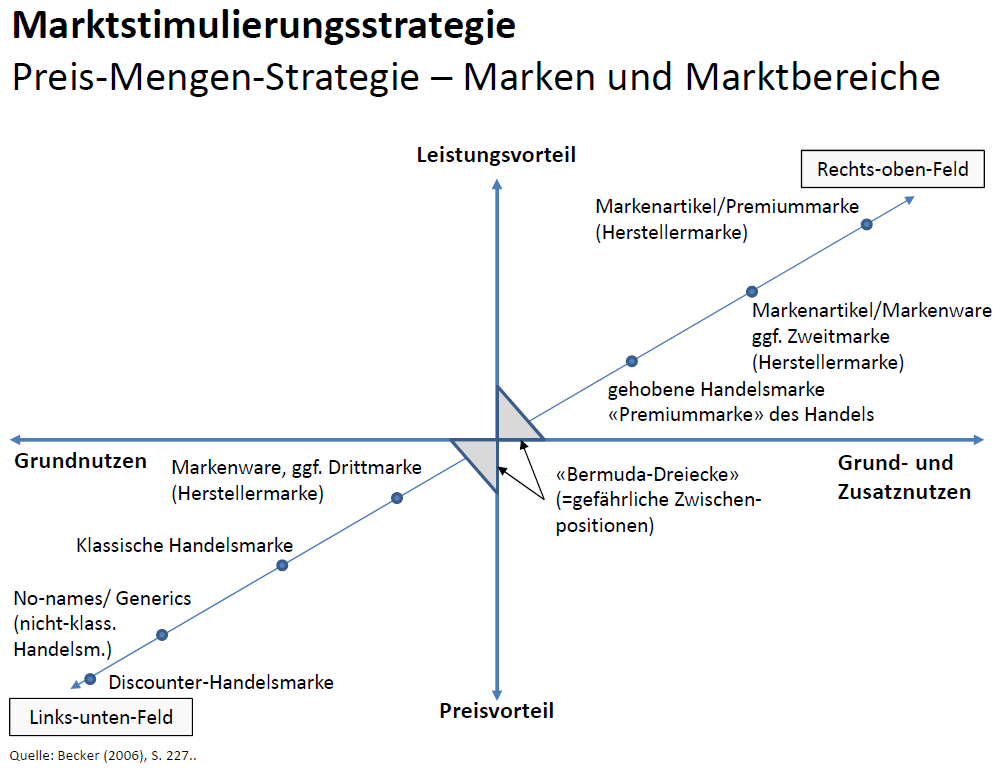 Marktstimulierungsstrategie
Preis-Mengen-Strategie – Marken und Marktbereiche
Leistungsvorteil
Rechts-oben-Feld
Markenartikel/Premiummarke
(Herstellermarke)
Markenartikel/Markenware
ggf. Zweitmarke
(Herstellermarke)
gehobene Handelsmarke
«Premiummarke» des Handels
Grundnutzen
Markenware, ggf. Drittmarke
(Herstellermarke)
«Bermuda-Dreiecke»
(=gefährliche Zwischen-
positionen)
Grund- und
Zusatznutzen
Klassische Handelsmarke
No-names/ Generics
(nicht-klass.
Handelsm.)
Discounter-Handelsmarke
Links-unten-Feld
Preisvorteil
Quelle: Becker (2006), S. 227..